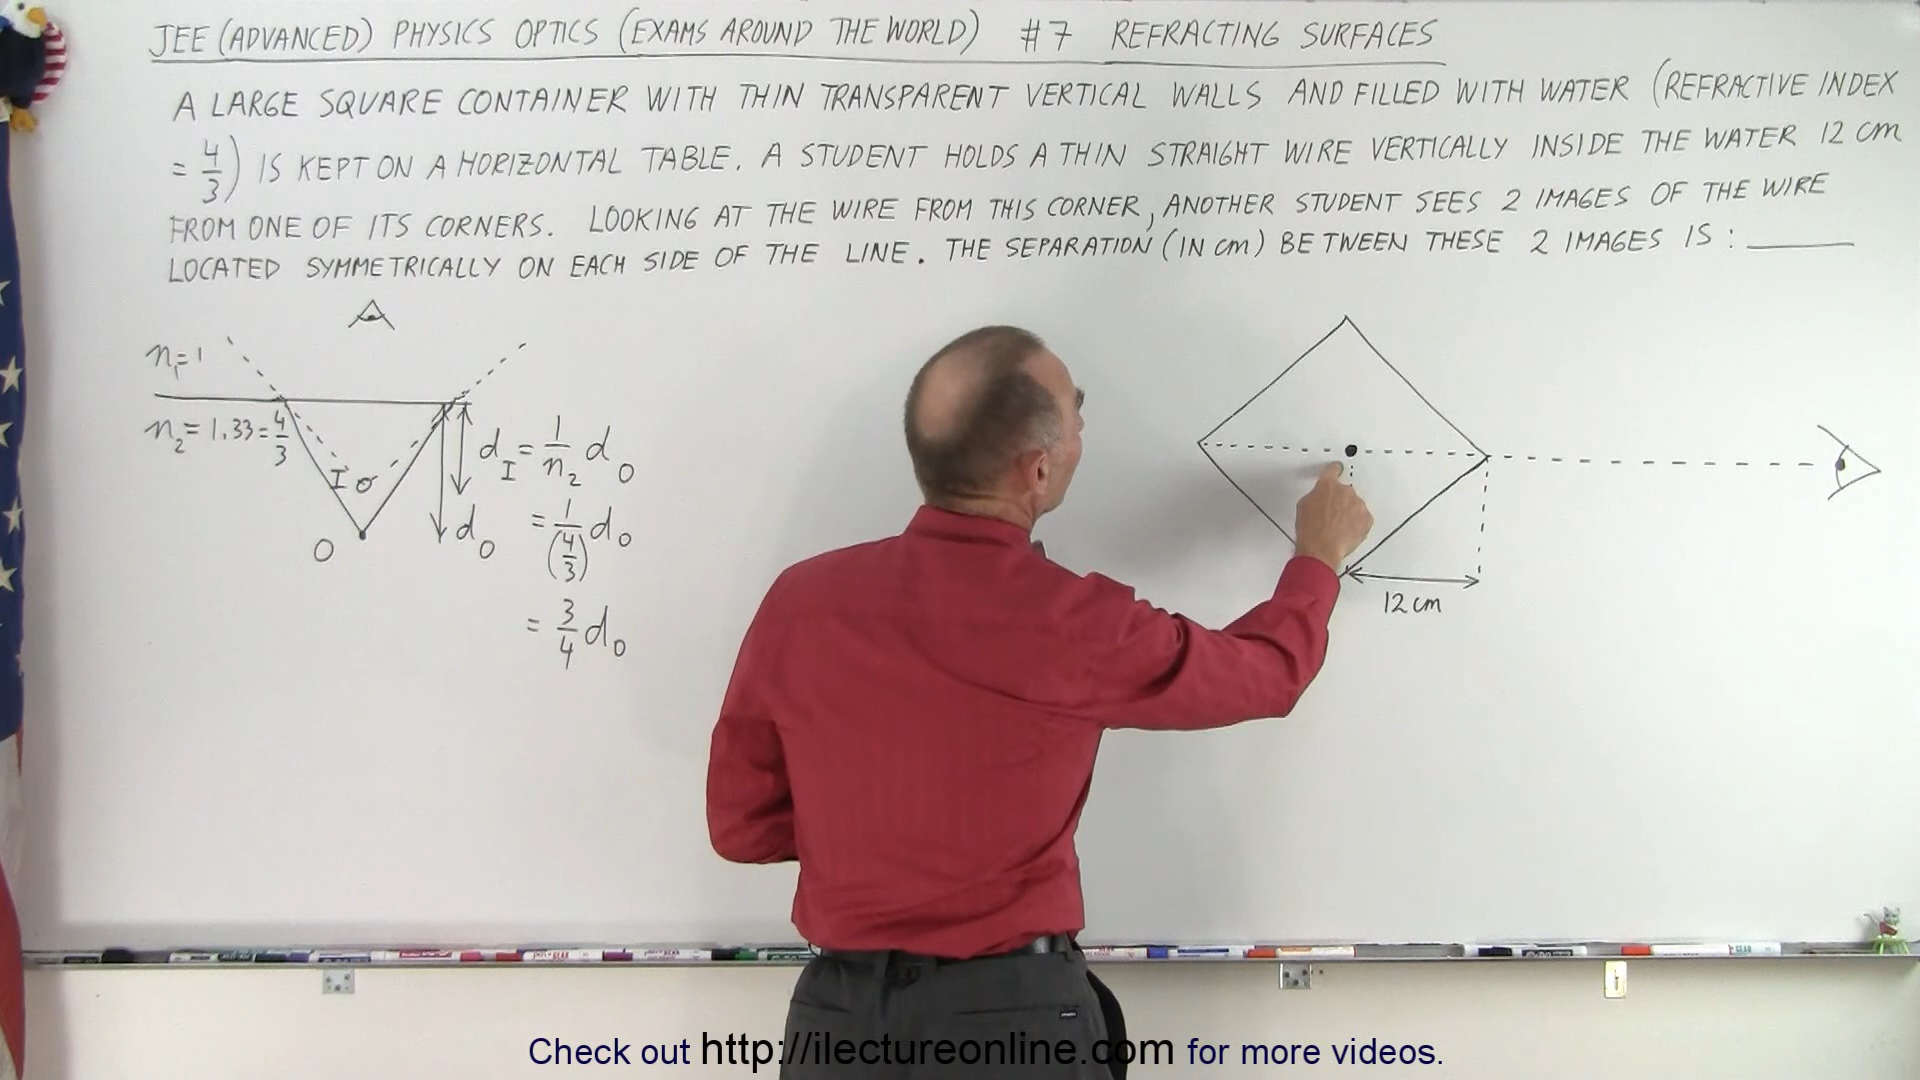 JEE (ADVANCED) PHYSICS OPTICS (EXAMS AROUND THE WORLD) #7 REFRACTING SURFACES
A LARGE SQUARE CONTAINER WITH THIN TRANSPARENT VERTICAL WALLS AND FILLED WITH WATER (REFRACTIVE INDEX
= 4/3) IS KEPT ON A HORIZONTAL TABLE. A STUDENT HOLDS A THIN STRAIGHT WIRE VERTICALLY INSIDE THE WATER 12 cm
FROM ONE OF ITS CORNERS. LOOKING AT THE WIRE FROM THIS CORNER, ANOTHER STUDENT SEES 2 IMAGES OF THE WIRE
LOCATED SYMMETRICALLY ON EACH SIDE OF THE LINE. THE SEPARATION (IN cm) BETWEEN THESE 2 IMAGES IS : ______
n₁=1
n₂=1.33=4/3
I
O
d_I = 1/n₂ d₀
d₀
= 1/(4/3) d₀
= 3/4 d₀
12 cm
Check out http://ilectureonline.com for more videos.